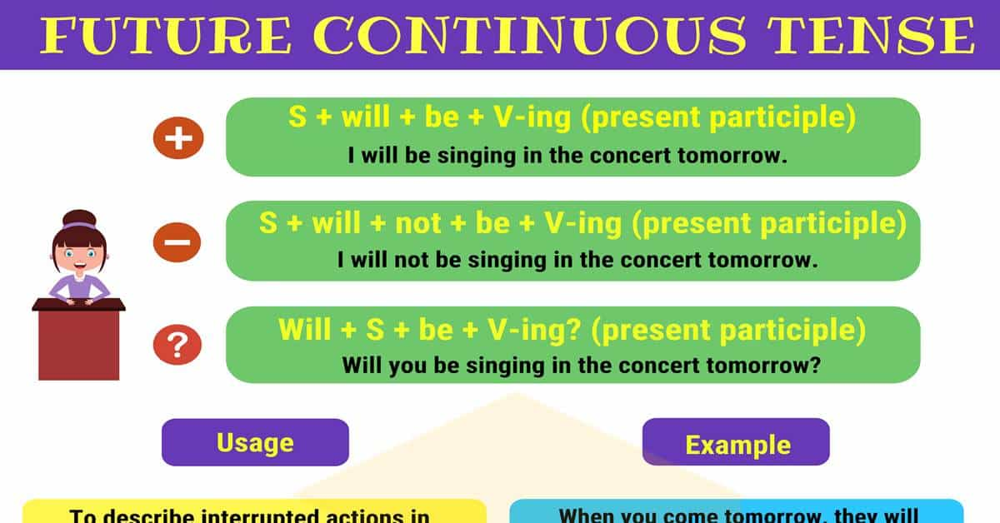 FUTURE CONTINUOUS TENSE
+
S + will + be + V-ing (present participle)
I will be singing in the concert tomorrow.
−
S + will + not + be + V-ing (present participle)
I will not be singing in the concert tomorrow.
?
Will + S + be + V-ing? (present participle)
Will you be singing in the concert tomorrow?
Usage
Example
To describe interrupted actions in
When you come tomorrow, they will